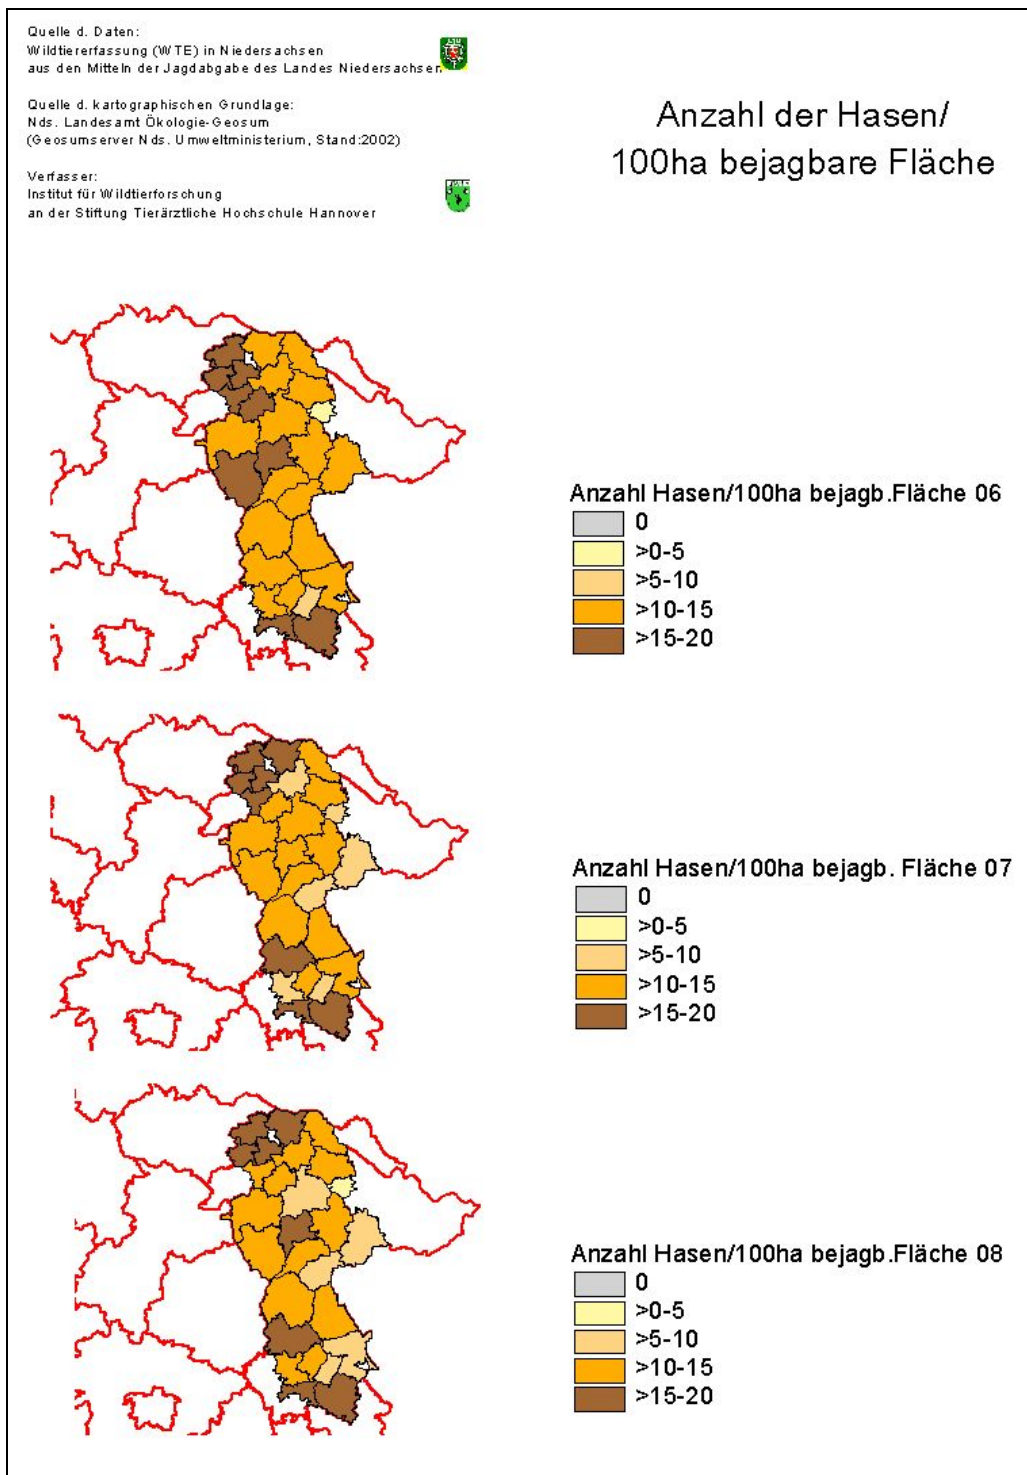 Quelle d. Daten:
Wildtiererfassung (WTE) in Niedersachsen
aus den Mitteln der Jagdabgabe des Landes Niedersachsen
Quelle d. kartographischen Grundlage:
Nds. Landesamt Ökologie-Geosum
(Geosumserver Nds. Umweltministerium, Stand:2002)
Verfasser:
Institut für Wildtierforschung
an der Stiftung Tierärztliche Hochschule Hannover
Anzahl der Hasen/
100ha bejagbare Fläche
Anzahl Hasen/100ha bejagb.Fläche 06
0
>0-5
>5-10
>10-15
>15-20
Anzahl Hasen/100ha bejagb. Fläche 07
0
>0-5
>5-10
>10-15
>15-20
Anzahl Hasen/100ha bejagb.Fläche 08
0
>0-5
>5-10
>10-15
>15-20